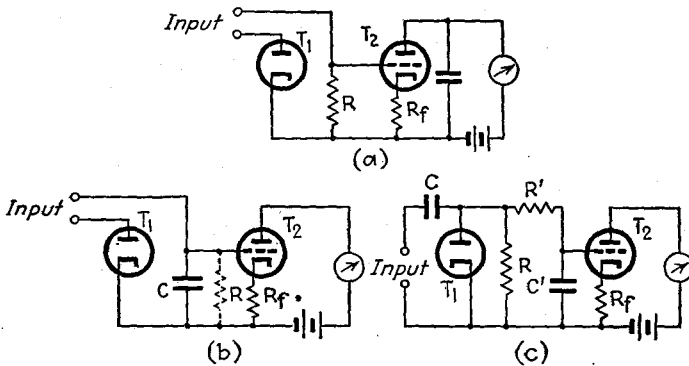 Input
T1
T2
R
Rf
(a)
Input
T1
T2
C
R
Rf
(b)
C
R'
T2
Input
T1
R
C'
Rf
(c)